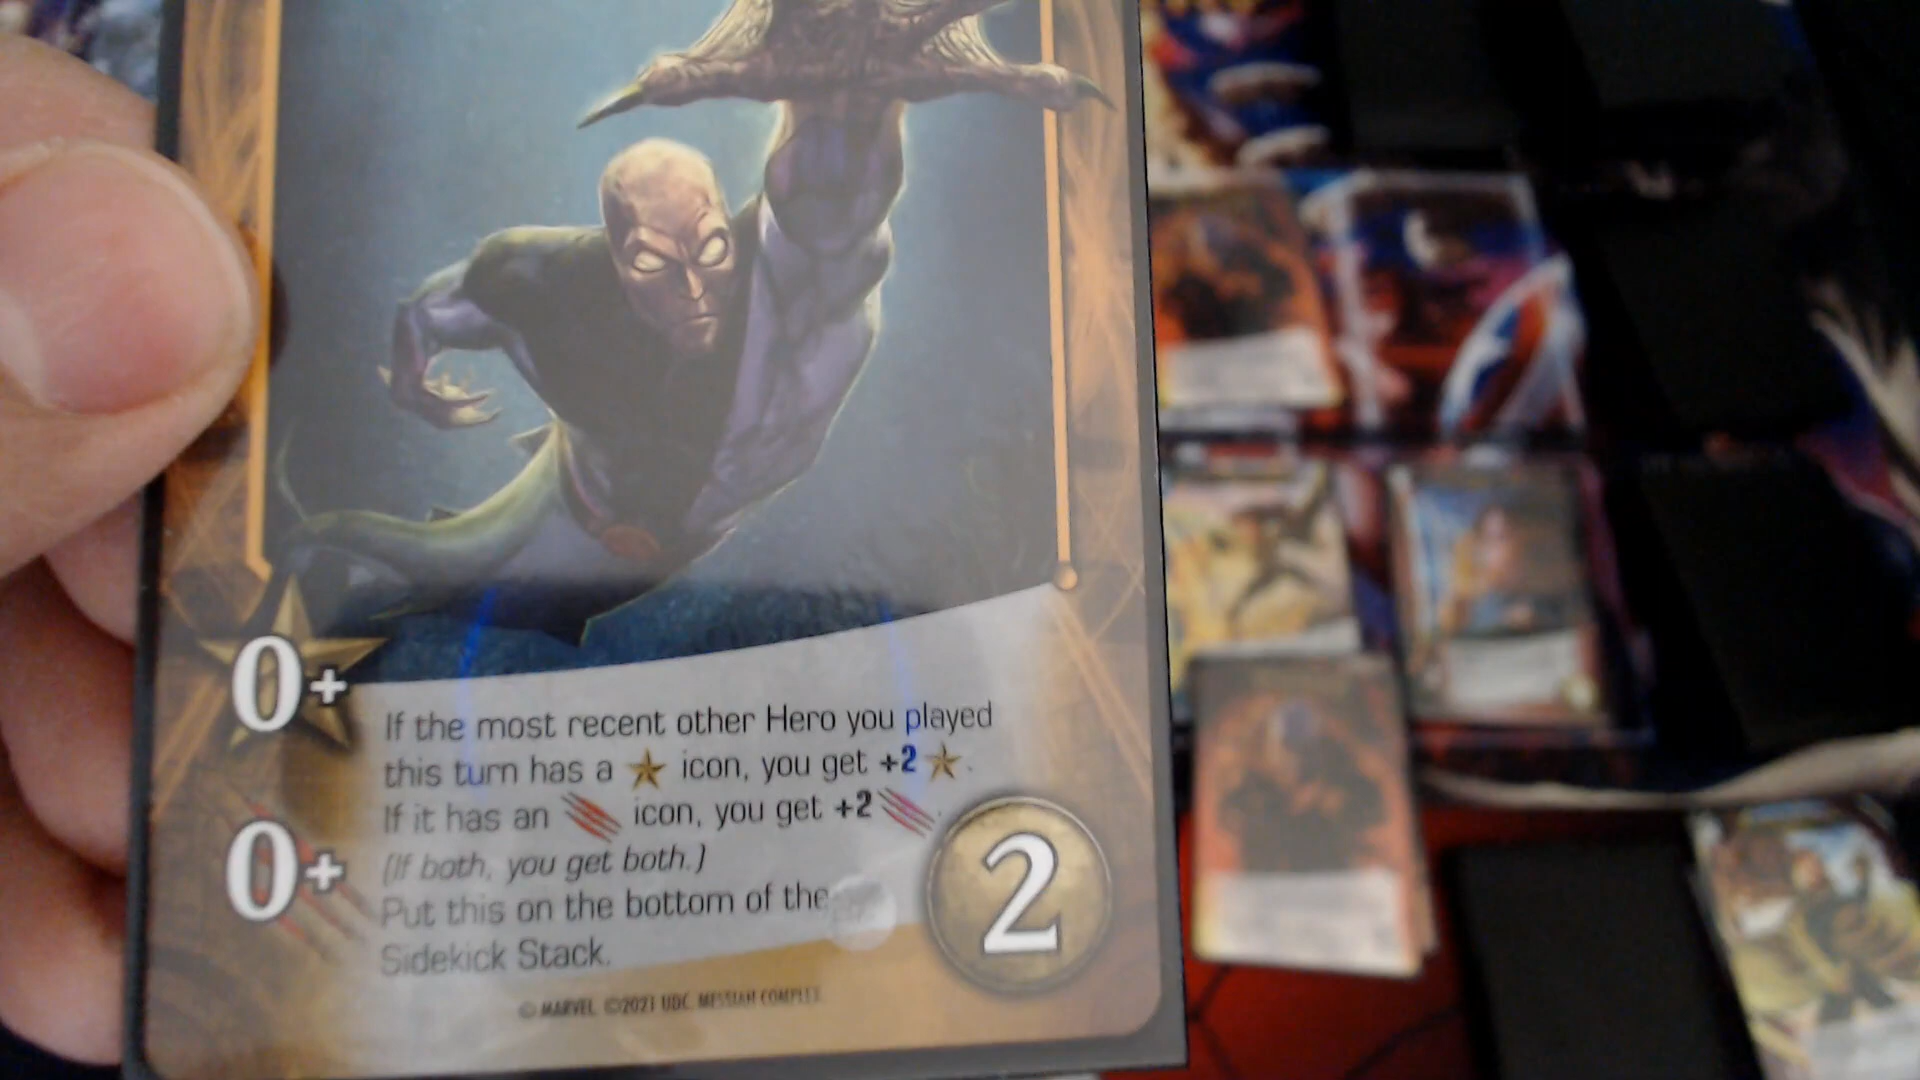 0+
If the most recent other Hero you played
this turn has a icon, you get +2 .
If it has an icon, you get +2 .
0+
(If both, you get both.)
Put this on the bottom of the
Sidekick Stack.
2
© MARVEL. ©2021 UDC. MESSIAH COMPLEX